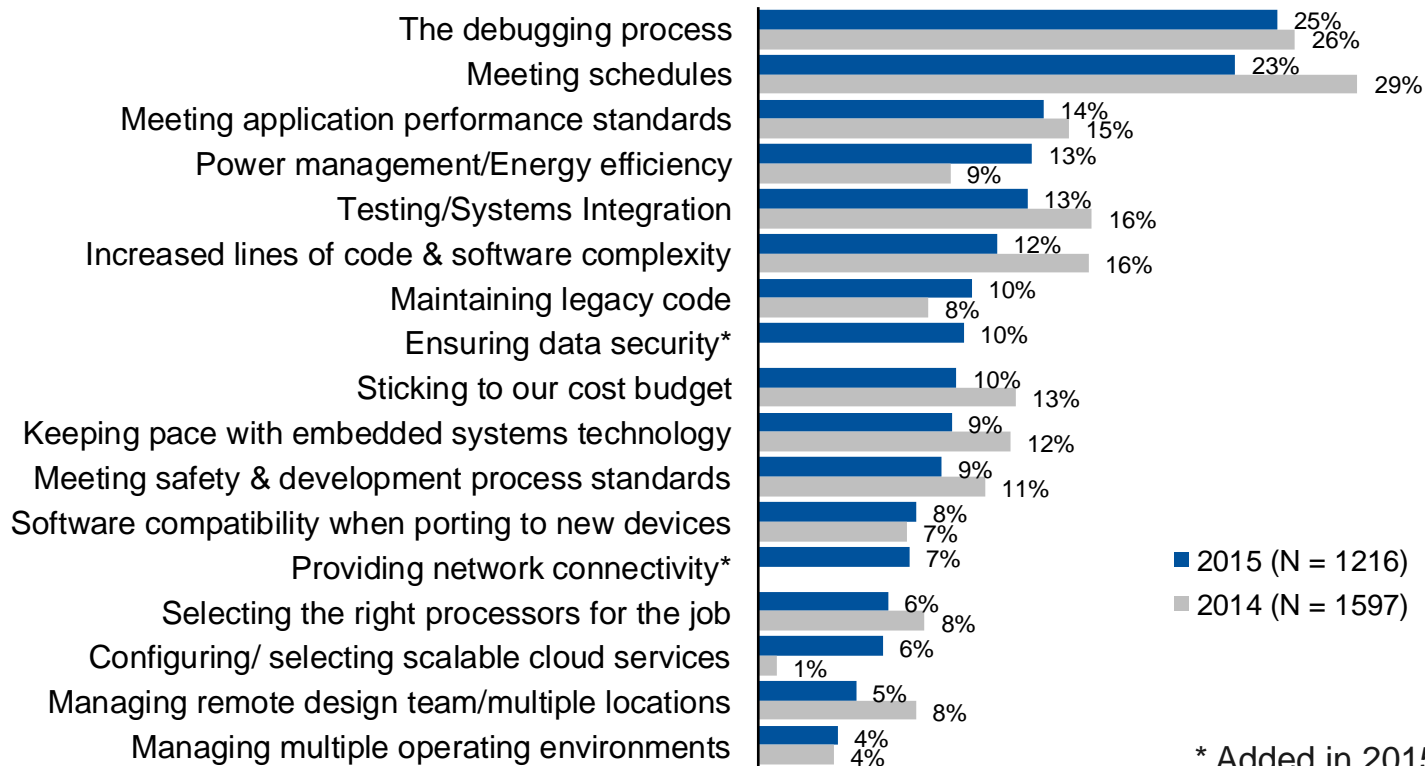 The debugging process
25%
26%
Meeting schedules
23%
29%
Meeting application performance standards
14%
15%
Power management/Energy efficiency
13%
9%
Testing/Systems Integration
13%
16%
Increased lines of code & software complexity
12%
16%
Maintaining legacy code
10%
8%
Ensuring data security*
10%
Sticking to our cost budget
10%
13%
Keeping pace with embedded systems technology
9%
12%
Meeting safety & development process standards
9%
11%
Software compatibility when porting to new devices
8%
7%
Providing network connectivity*
7%
2015 (N = 1216)
2014 (N = 1597)
Selecting the right processors for the job
6%
8%
Configuring/ selecting scalable cloud services
6%
1%
Managing remote design team/multiple locations
5%
8%
Managing multiple operating environments
4%
4%
* Added in 2015